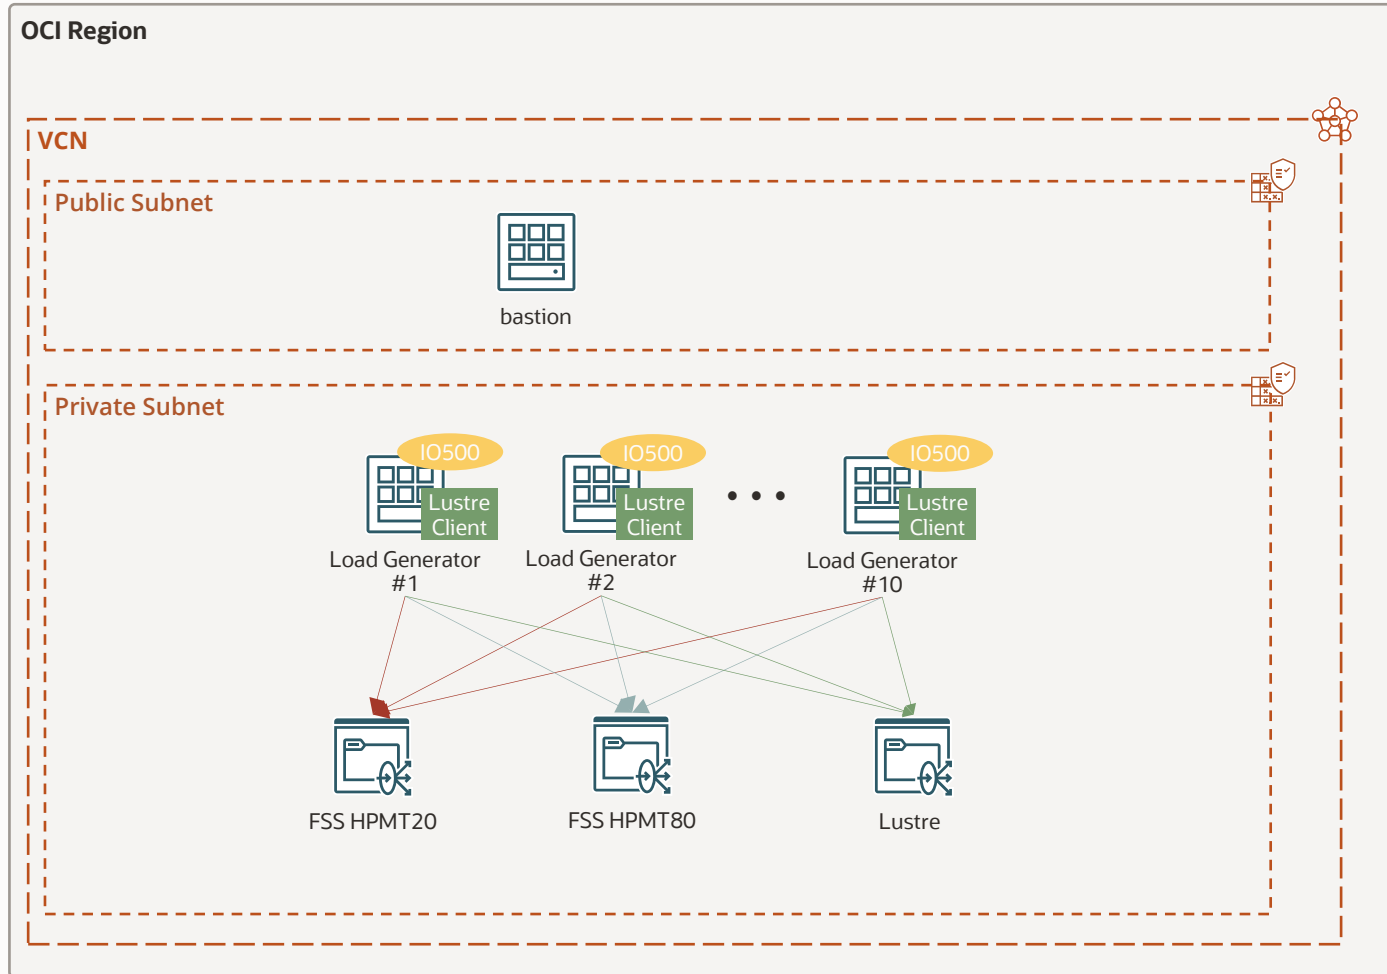 OCI Region
VCN
Public Subnet
bastion
Private Subnet
IO500
Lustre
Client
Load Generator
#1
IO500
Lustre
Client
Load Generator
#2
IO500
Lustre
Client
Load Generator
#10
FSS HPMT20
FSS HPMT80
Lustre